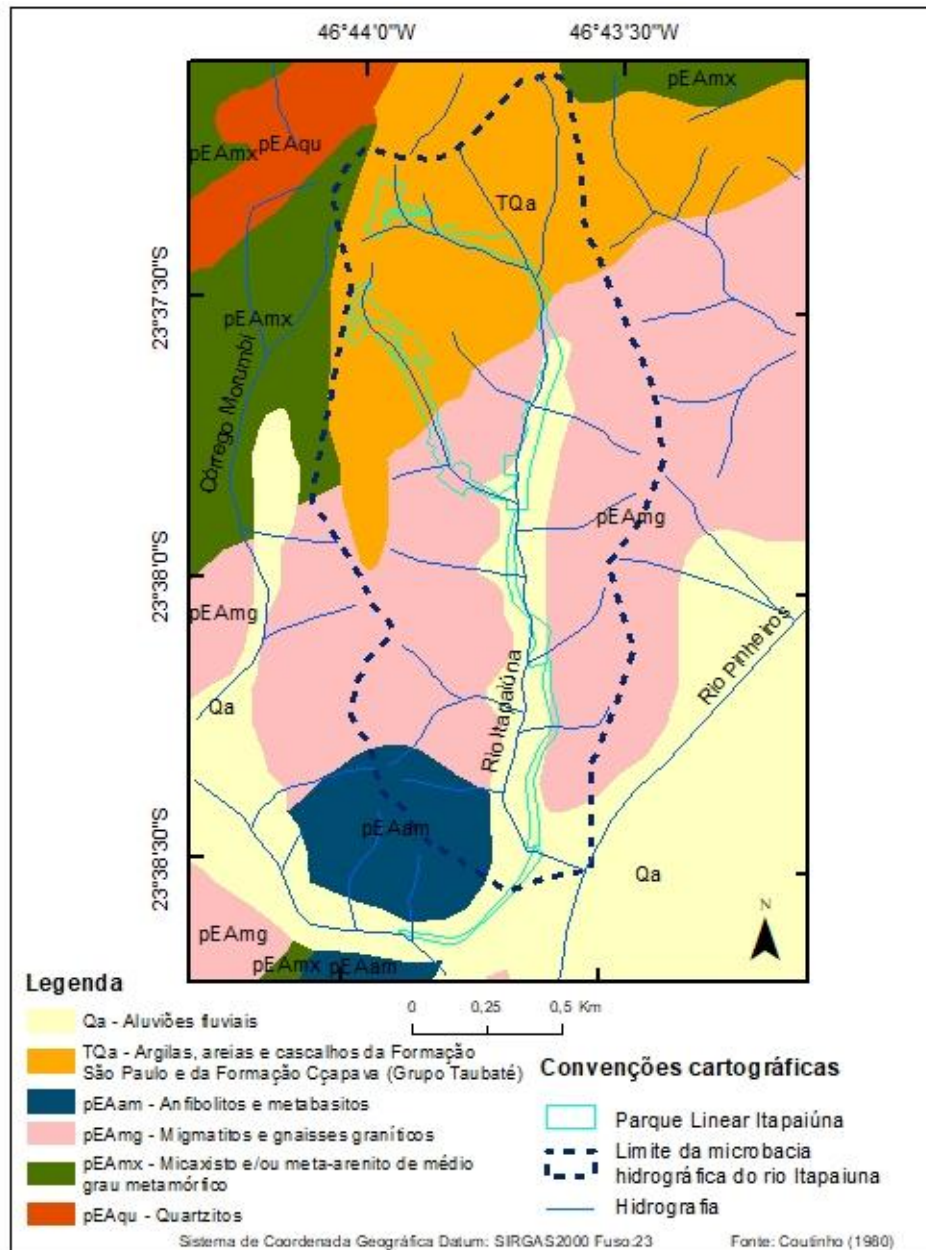 46°44'0"W
46°43'30"W
pEAmx
pEAqu
pEAmx
TQa
23°37'30"S
pEAmx
Córrego Morumbi
pEAmg
23°38'0"S
pEAmg
Rio Pinheiros
Rio Itapaiúna
Qa
pEAam
23°38'30"S
Qa
pEAmg
N
pEAmx
pEAam
Legenda
Qa - Aluviões fluviais
TQa - Argilas, areias e cascalhos da Formação
São Paulo e da Formação Cçapava (Grupo Taubaté)
pEAam - Anfibolitos e metabasitos
pEAmg - Migmatitos e gnaisses graníticos
pEAmx - Micaxisto e/ou meta-arenito de médio
grau metamórfico
pEAqu - Quartzitos
0 0,25 0,5 Km
Convenções cartográficas
Parque Linear Itapaiúna
Limite da microbacia
hidrográfica do rio Itapaiuna
Hidrografia
Sistema de Coordenada Geográfica Datum: SIRGAS2000 Fuso:23
Fonte: Coutinho (1980)